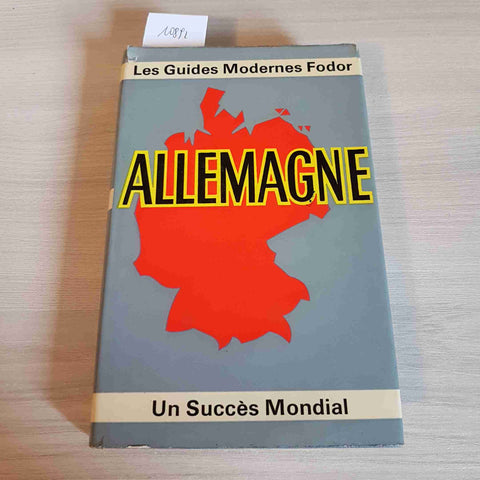 Les Guides Modernes Fodor
ALLEMAGNE
Un Succès Mondial